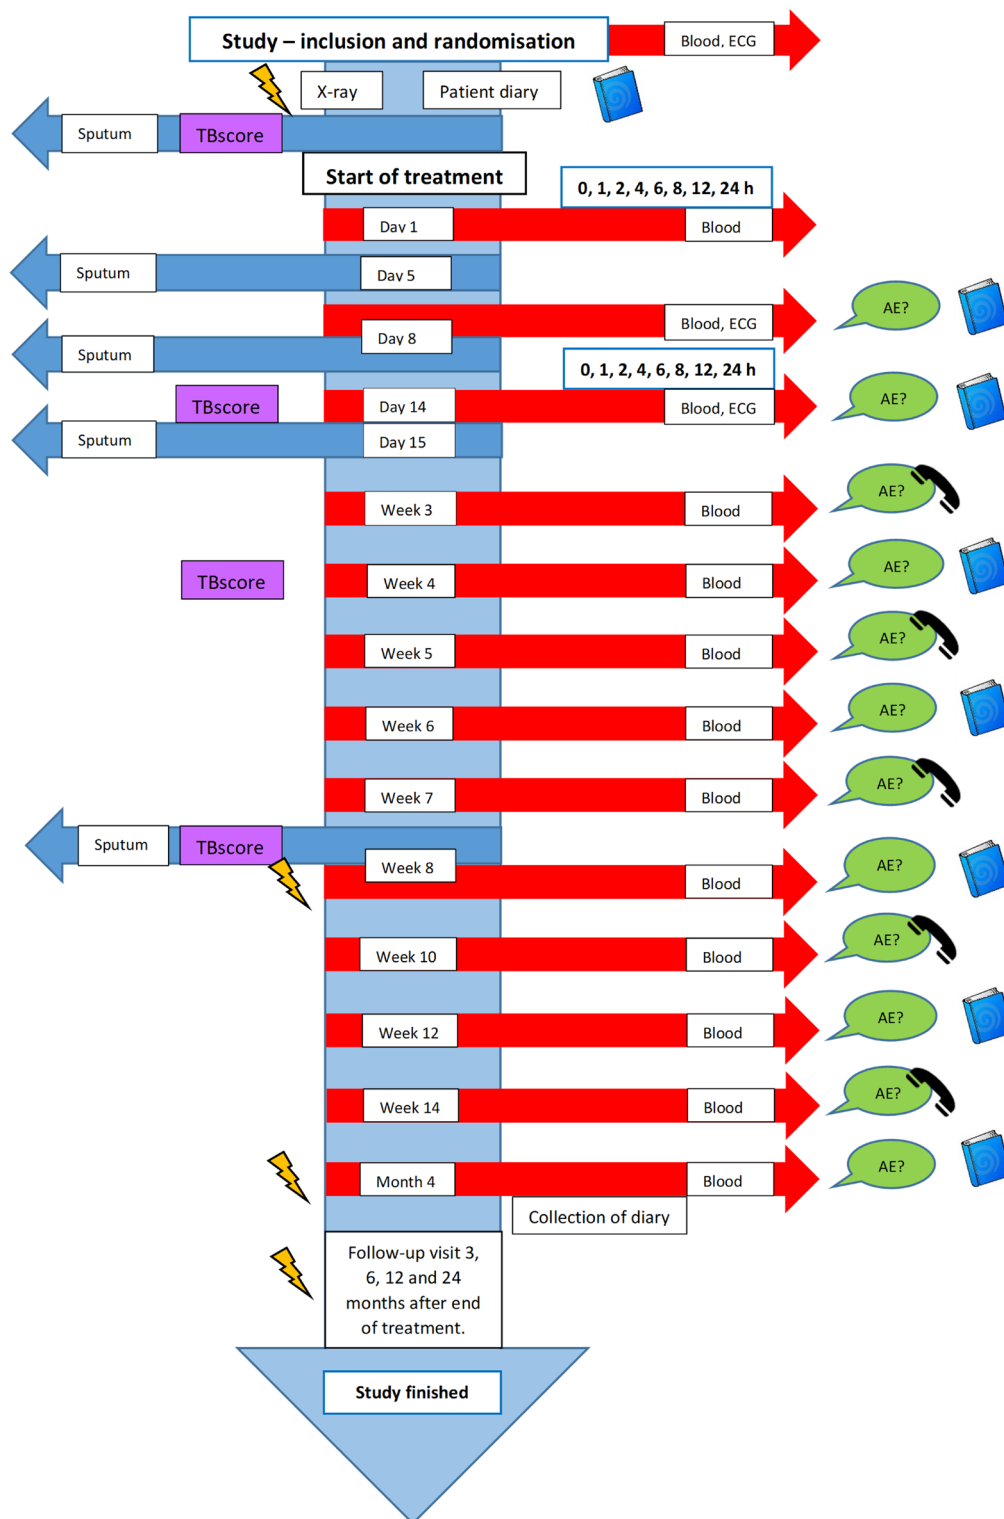 Study – inclusion and randomisation
Blood, ECG
X-ray
Patient diary
Sputum
TBscore
Start of treatment
0, 1, 2, 4, 6, 8, 12, 24 h
Day 1
Blood
Sputum
Day 5
Blood, ECG
AE?
Day 8
Sputum
0, 1, 2, 4, 6, 8, 12, 24 h
TBscore
Day 14
Blood, ECG
AE?
Sputum
Day 15
Week 3
Blood
AE?
TBscore
Week 4
Blood
AE?
Week 5
Blood
AE?
Week 6
Blood
AE?
Week 7
Blood
AE?
Sputum
TBscore
Week 8
Blood
AE?
Week 10
Blood
AE?
Week 12
Blood
AE?
Week 14
Blood
AE?
Month 4
Blood
AE?
Collection of diary
Follow-up visit 3,
6, 12 and 24
months after end
of treatment.
Study finished